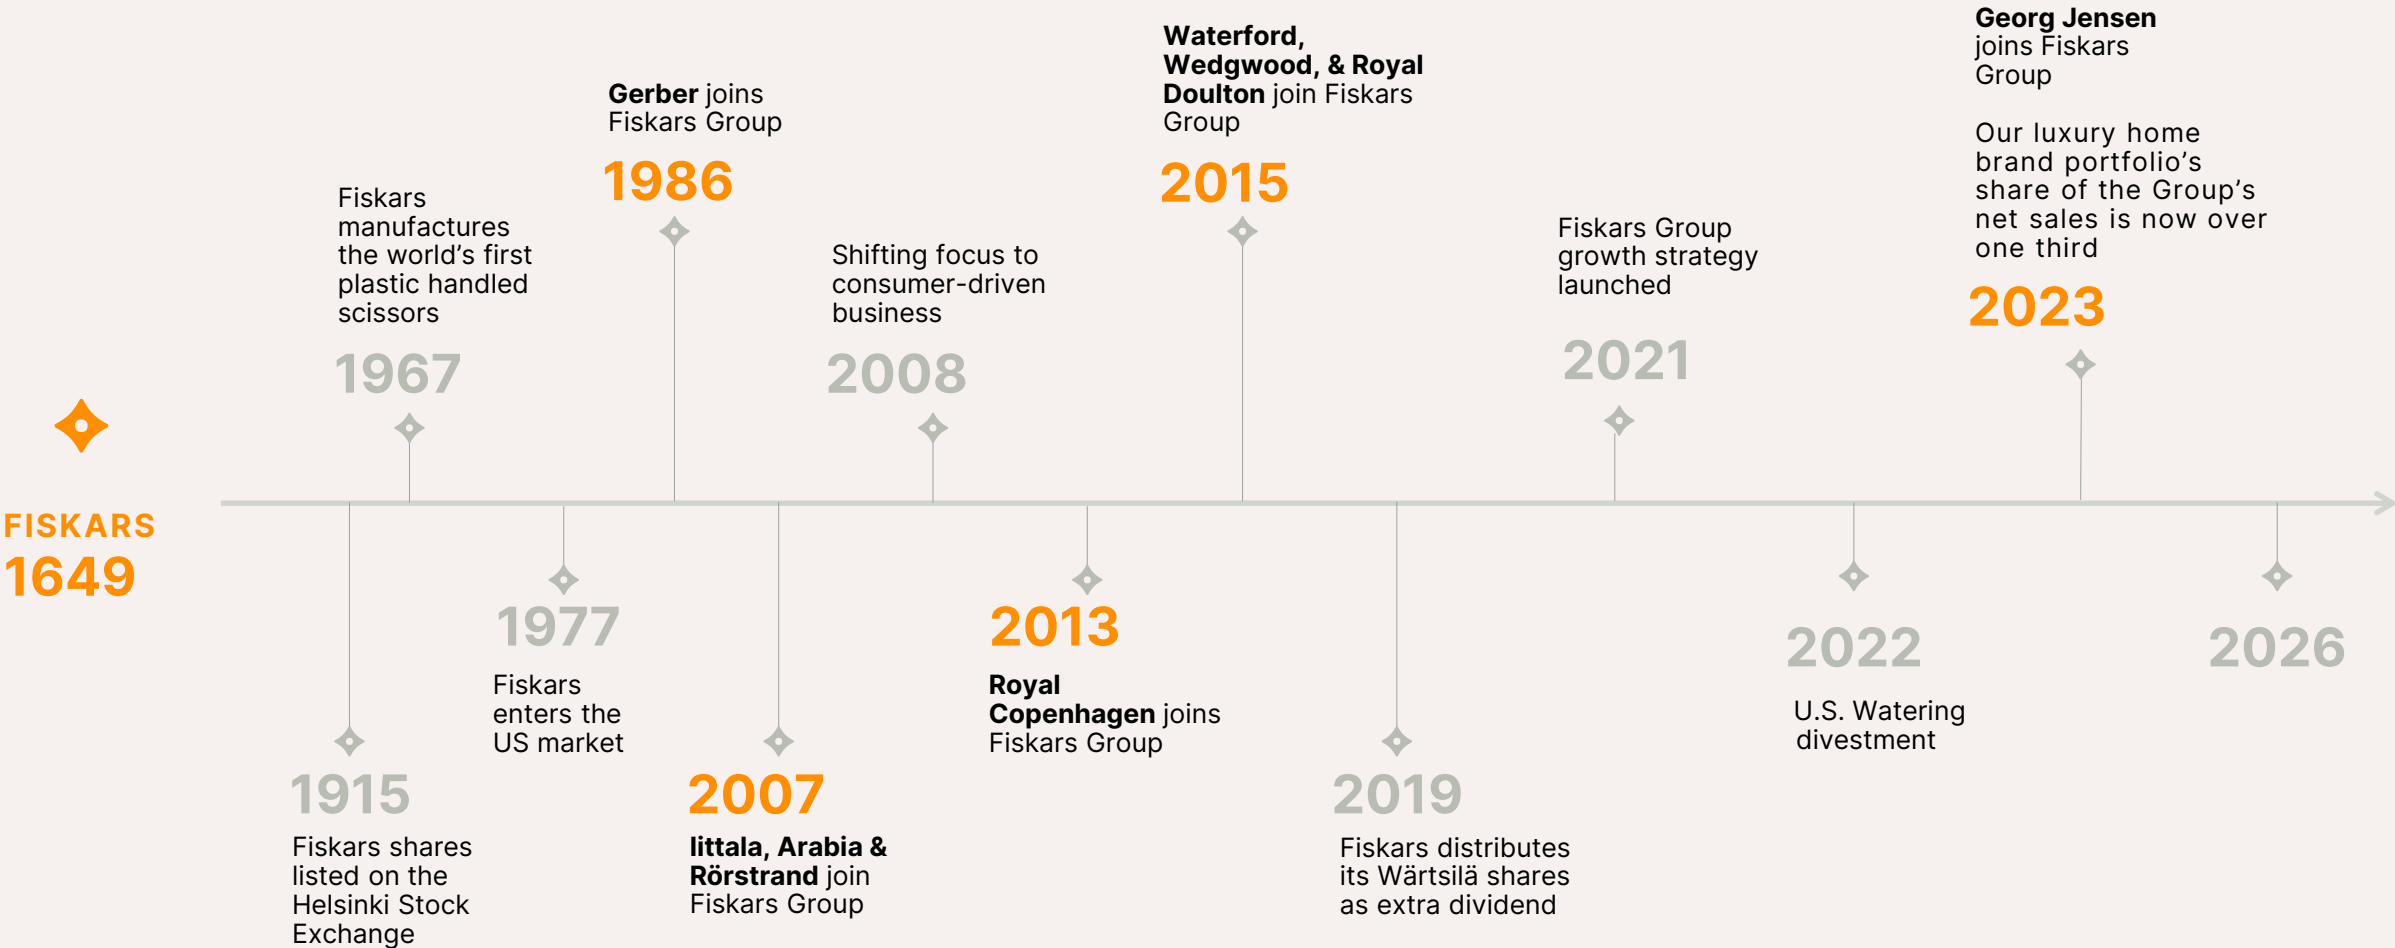 FISKARS
1649
1915
Fiskars shares
listed on the
Helsinki Stock
Exchange
Fiskars
manufactures
the world’s first
plastic handled
scissors
1967
1977
Fiskars
enters the
US market
Gerber joins
Fiskars Group
1986
2007
Iittala, Arabia &
Rörstrand join
Fiskars Group
Shifting focus to
consumer-driven
business
2008
2013
Royal
Copenhagen joins
Fiskars Group
Waterford,
Wedgwood, & Royal
Doulton join Fiskars
Group
2015
2019
Fiskars distributes
its Wärtsilä shares
as extra dividend
Fiskars Group
growth strategy
launched
2021
2022
U.S. Watering
divestment
Georg Jensen
joins Fiskars
Group
Our luxury home
brand portfolio’s
share of the Group’s
net sales is now over
one third
2023
2026